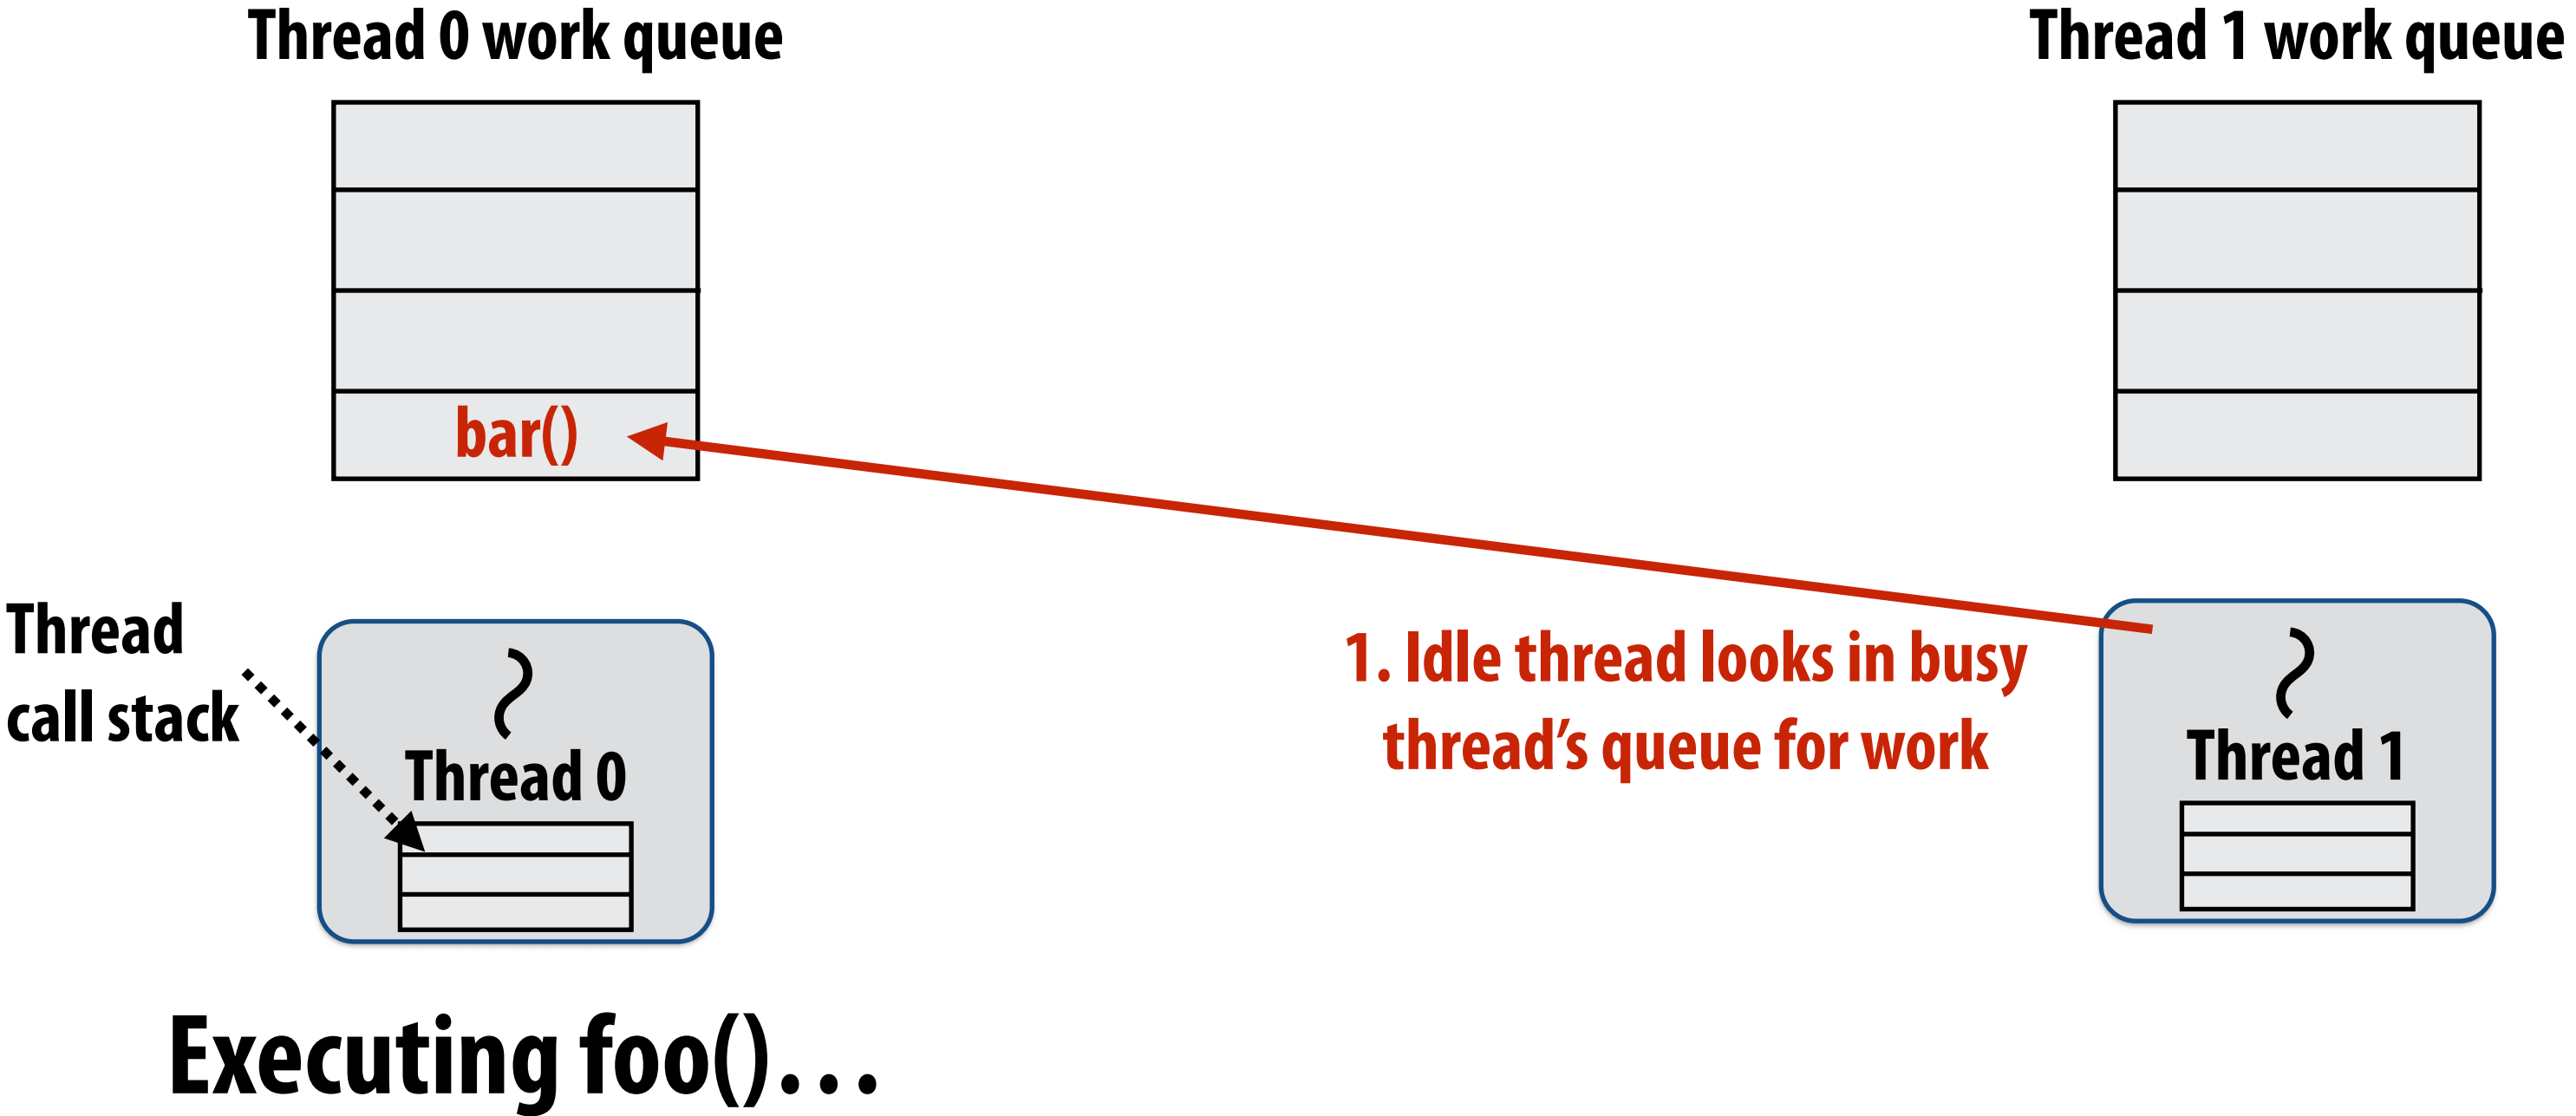 Thread 0 work queue
Thread 1 work queue
bar()
Thread
call stack
Thread 0
1. Idle thread looks in busy
thread’s queue for work
Thread 1
Executing foo()…